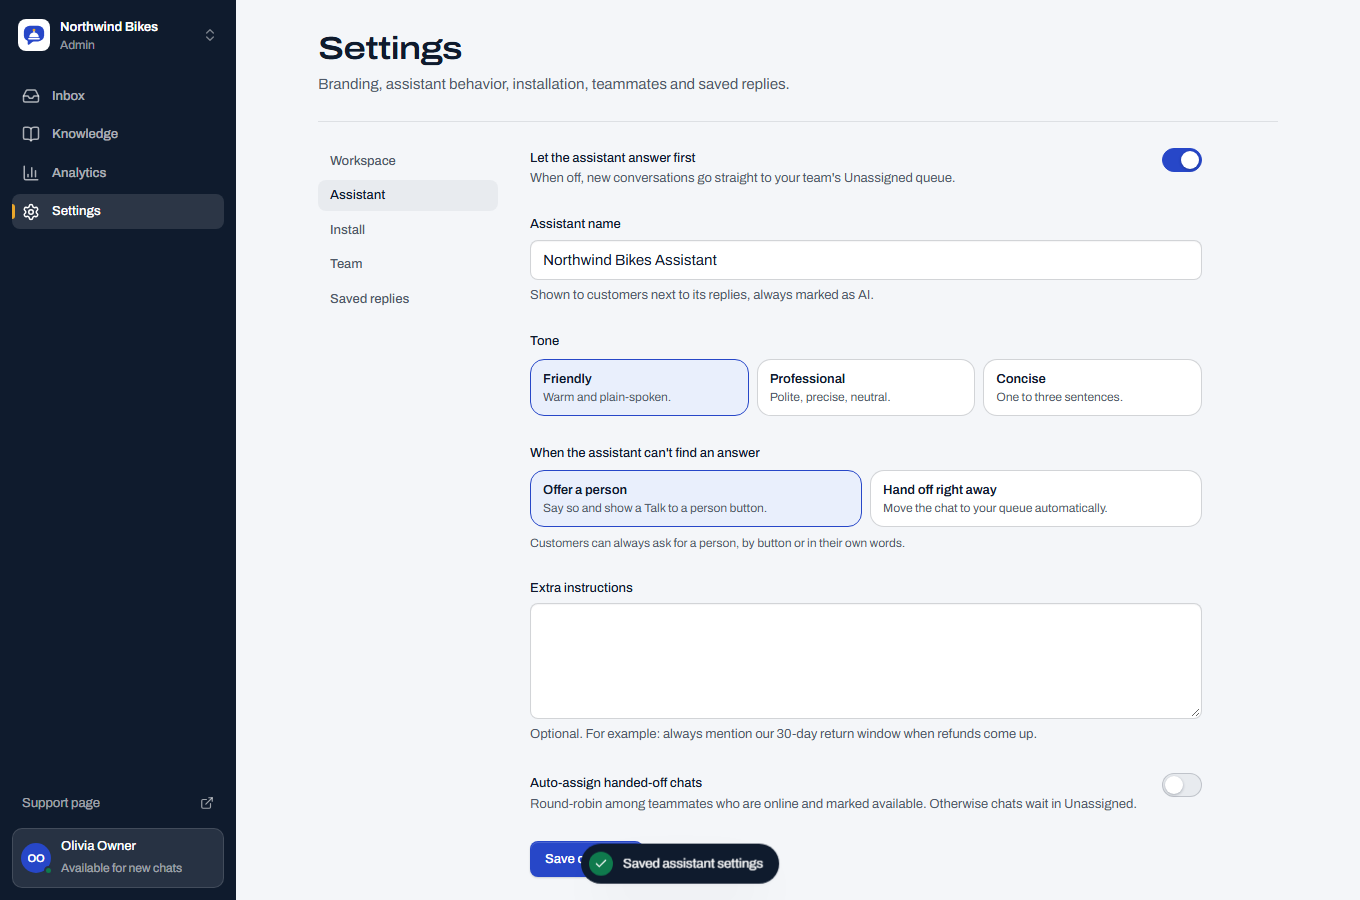 Northwind Bikes
Admin
Inbox
Knowledge
Analytics
Settings
Support page
OO
Olivia Owner
Available for new chats
Settings
Branding, assistant behavior, installation, teammates and saved replies.
Workspace
Assistant
Install
Team
Saved replies
Let the assistant answer first
When off, new conversations go straight to your team's Unassigned queue.
Assistant name
Northwind Bikes Assistant
Shown to customers next to its replies, always marked as AI.
Tone
Friendly
Warm and plain-spoken.
Professional
Polite, precise, neutral.
Concise
One to three sentences.
When the assistant can't find an answer
Offer a person
Say so and show a Talk to a person button.
Hand off right away
Move the chat to your queue automatically.
Customers can always ask for a person, by button or in their own words.
Extra instructions
Optional. For example: always mention our 30-day return window when refunds come up.
Auto-assign handed-off chats
Round-robin among teammates who are online and marked available. Otherwise chats wait in Unassigned.
Save
Saved assistant settings